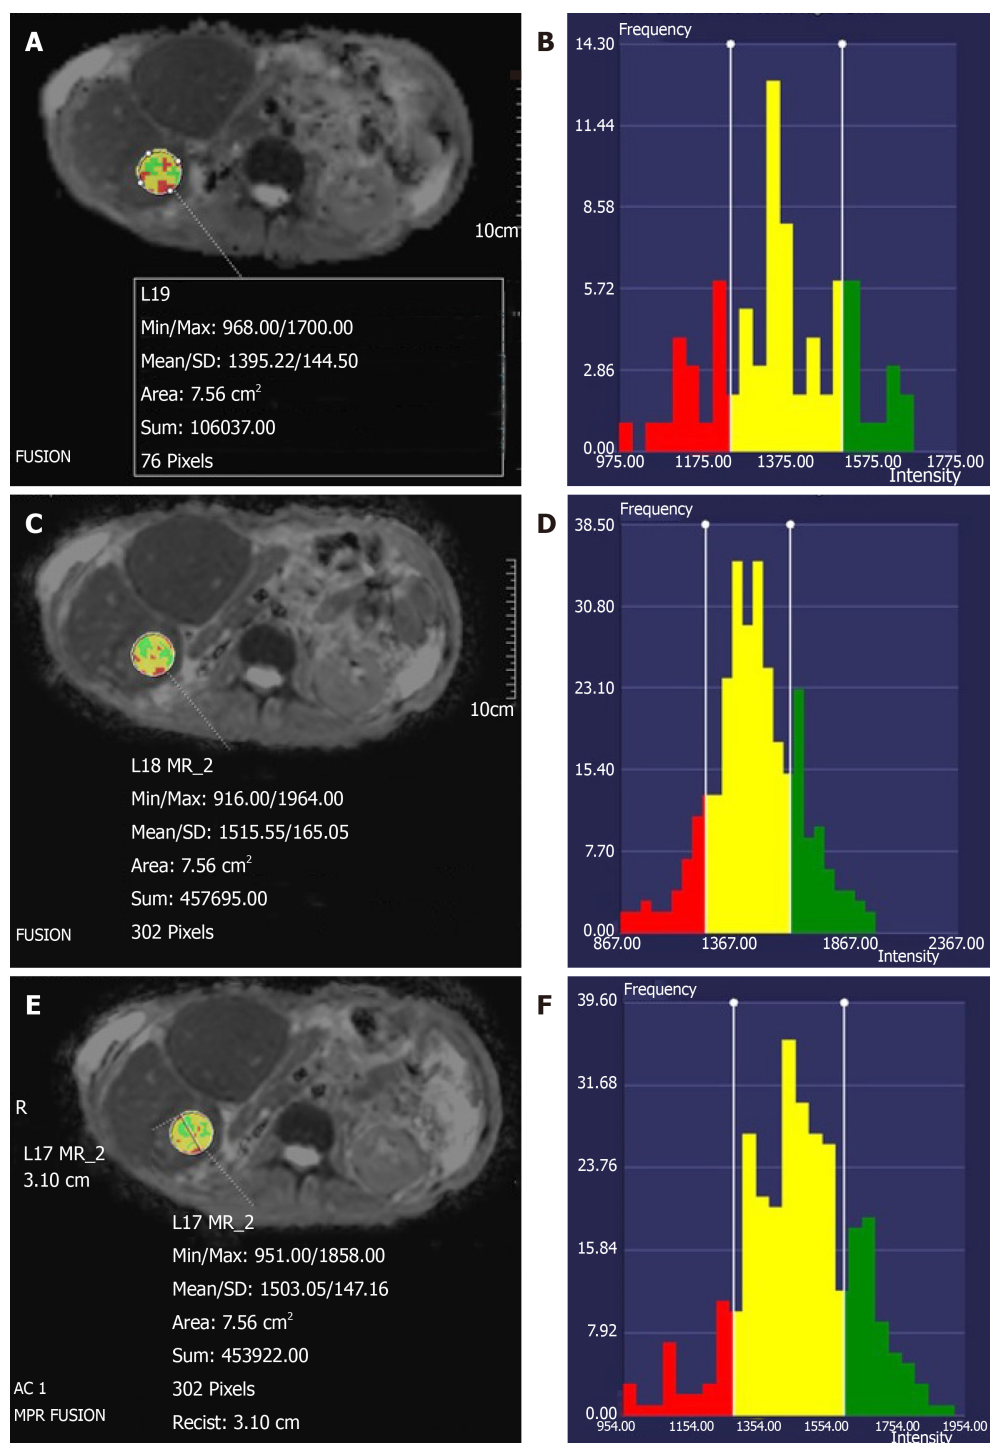 A
10cm
L19
Min/Max: 968.00/1700.00
Mean/SD: 1395.22/144.50
Area: 7.56 cm²
Sum: 106037.00
76 Pixels
FUSION
B
Frequency
14.30
11.44
8.58
5.72
2.86
0.00
975.00 1175.00 1375.00 1575.00 1775.00
Intensity
C
10cm
L18 MR_2
Min/Max: 916.00/1964.00
Mean/SD: 1515.55/165.05
Area: 7.56 cm²
Sum: 457695.00
302 Pixels
FUSION
D
Frequency
38.50
30.80
23.10
15.40
7.70
0.00
867.00 1367.00 1867.00 2367.00
Intensity
E
R
L17 MR_2
3.10 cm
L17 MR_2
Min/Max: 951.00/1858.00
Mean/SD: 1503.05/147.16
Area: 7.56 cm²
Sum: 453922.00
302 Pixels
Recist: 3.10 cm
AC 1
MPR FUSION
F
Frequency
39.60
31.68
23.76
15.84
7.92
0.00
954.00 1154.00 1354.00 1554.00 1754.00 1954.00
Intensity